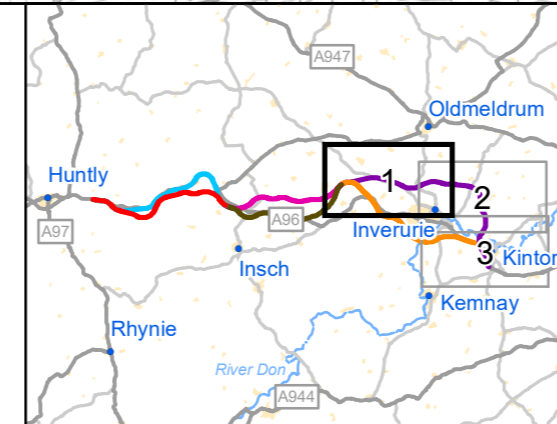 A947
Oldmeldrum
Huntly
1
2
A97
A96
Inverurie
3
Kintor
Insch
Kemnay
Rhynie
River Don
A944